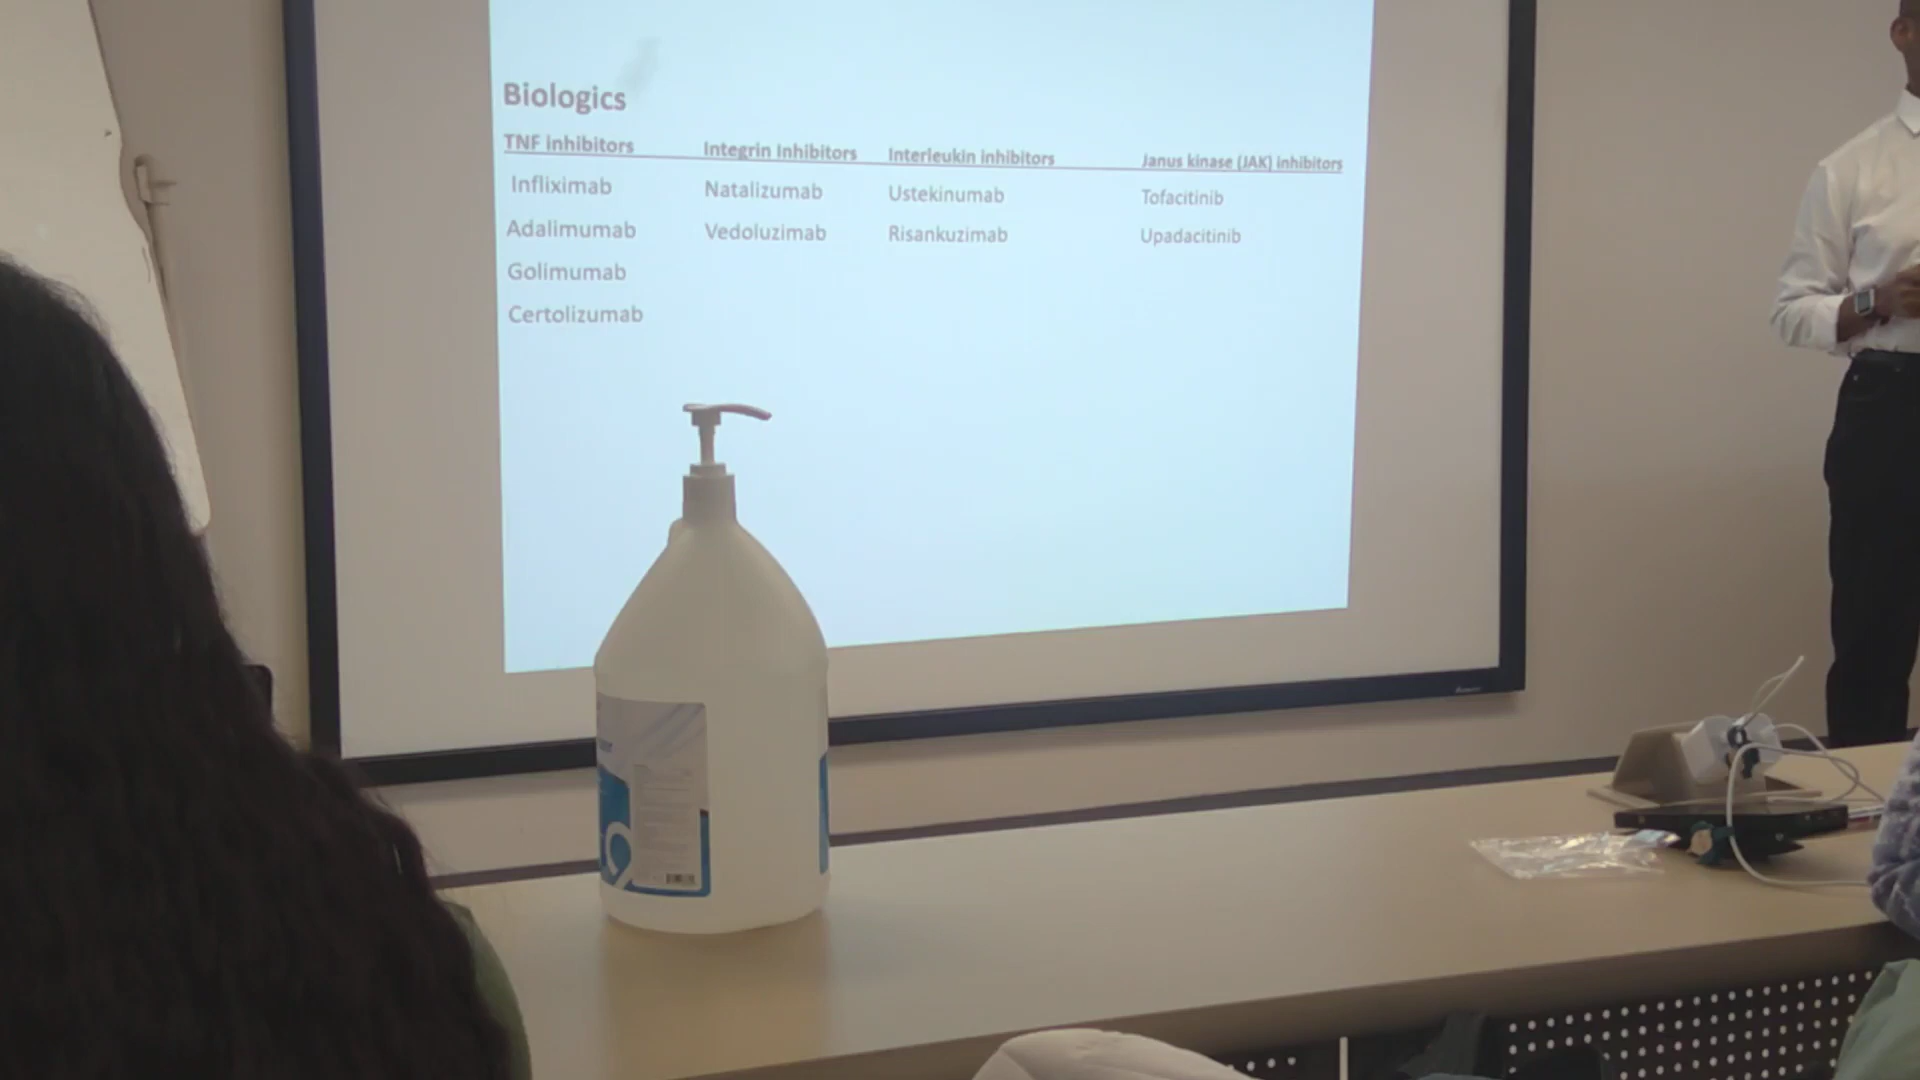 Biologics
TNF inhibitors Integrin Inhibitors Interleukin inhibitors Janus kinase (JAK) inhibitors
Infliximab Natalizumab Ustekinumab Tofacitinib
Adalimumab Vedoluzimab Risankuzimab Upadacitinib
Golimumab
Certolizumab